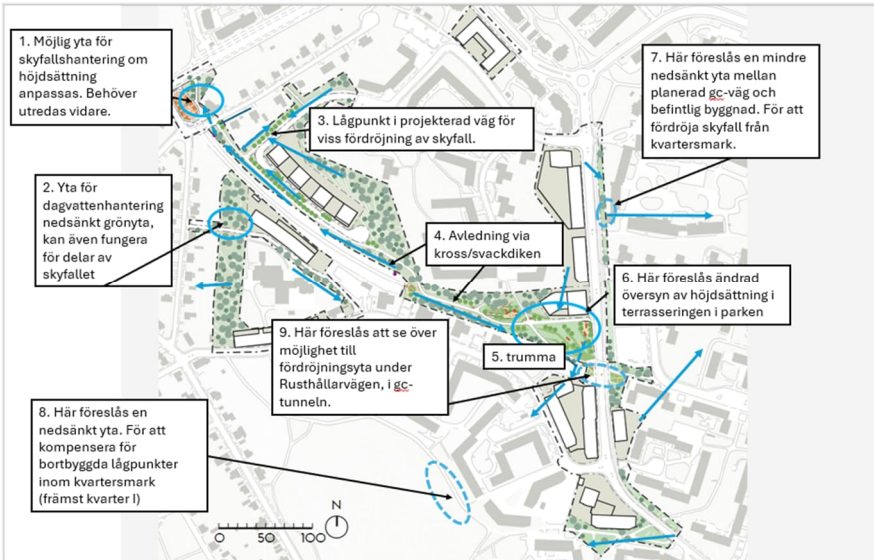 1. Möjlig yta för
skyfallshantering om
höjdsättning
anpassas. Behöver
utredas vidare.
2. Yta för
dagvattenhantering
nedsänkt grönyta,
kan även fungera
för delar av
skyfallet
3. Lågpunkt i projekterad väg för
viss fördröjning av skyfall.
4. Avledning via
kross/svackdiken
7. Här föreslås en mindre
nedsänkt yta mellan
planerad gc-väg och
befintlig byggnad. För att
fördröja skyfall från
kvartersmark.
6. Här föreslås ändrad
översyn av höjdsättning i
terrasseringen i parken
5. trumma
9. Här föreslås att se över
möjlighet till
fördröjningsyta under
Rusthållarvägen, i gc-
tunneln.
8. Här föreslås en
nedsänkt yta. För att
kompensera för
bortbyggda lågpunkter
inom kvartersmark
(främst kvarter I)
N
0 50 100